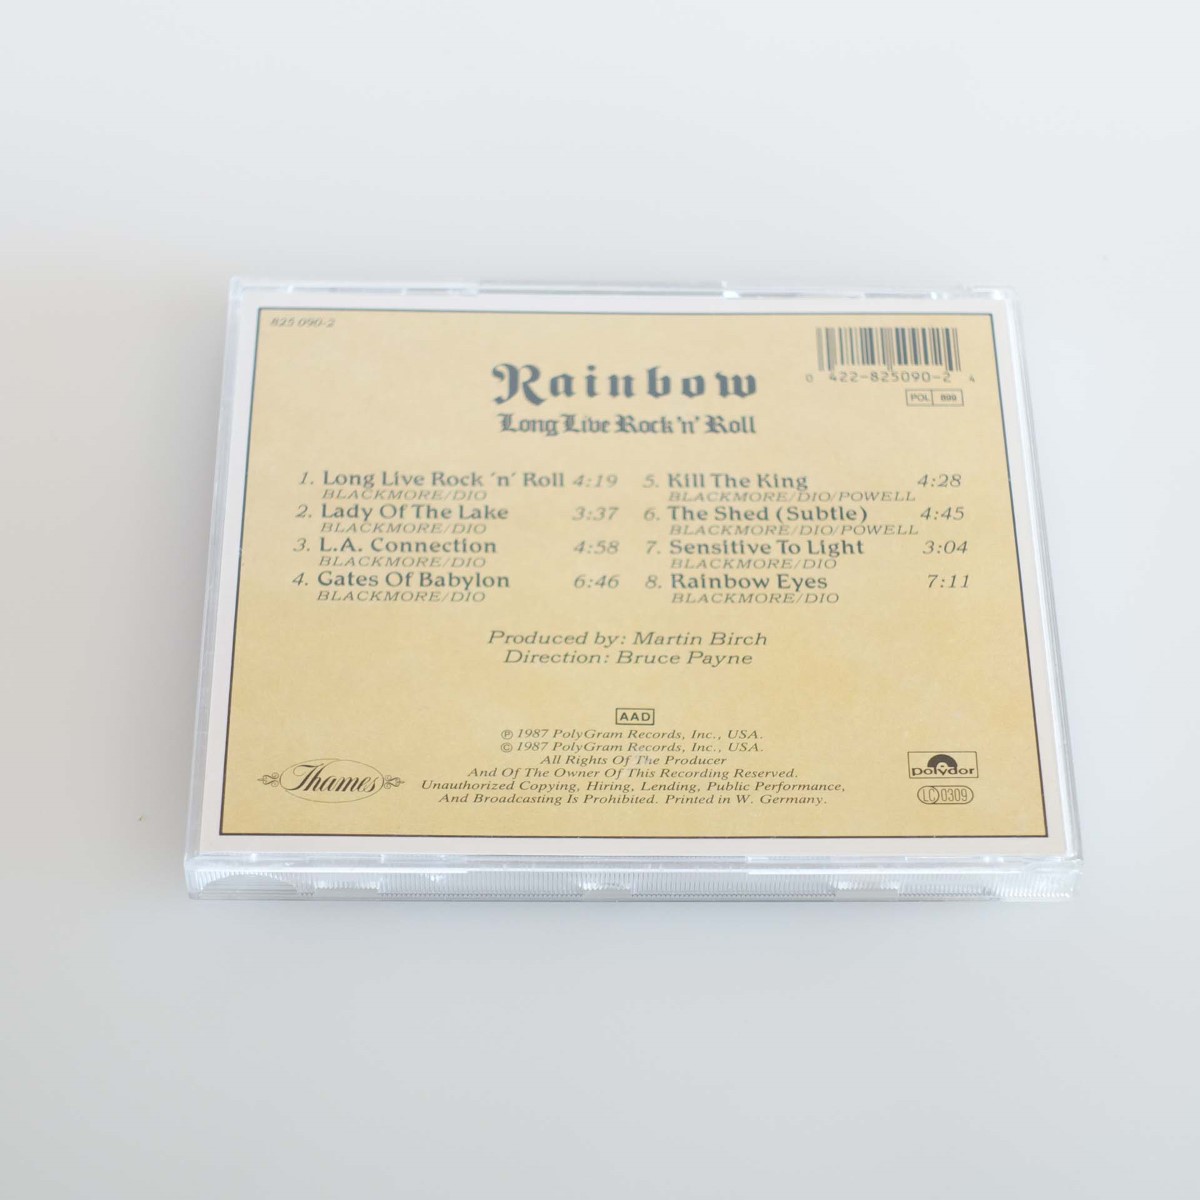 825 090-2
0 422-825090-2 4
POL 899
Rainbow
Long Live Rock 'n' Roll
1. Long Live Rock 'n' Roll 4:19
BLACKMORE/DIO
2. Lady Of The Lake 3:37
BLACKMORE/DIO
3. L.A. Connection 4:58
BLACKMORE/DIO
4. Gates Of Babylon 6:46
BLACKMORE/DIO
5. Kill The King 4:28
BLACKMORE/DIO/POWELL
6. The Shed (Subtle) 4:45
BLACKMORE/DIO/POWELL
7. Sensitive To Light 3:04
BLACKMORE/DIO
8. Rainbow Eyes 7:11
BLACKMORE/DIO
Produced by: Martin Birch
Direction: Bruce Payne
AAD
℗ 1987 PolyGram Records, Inc., USA.
© 1987 PolyGram Records, Inc., USA.
All Rights Of The Producer
And Of The Owner Of This Recording Reserved.
Unauthorized Copying, Hiring, Lending, Public Performance,
And Broadcasting Is Prohibited. Printed in W. Germany.
Thames
polydor
LC 0309